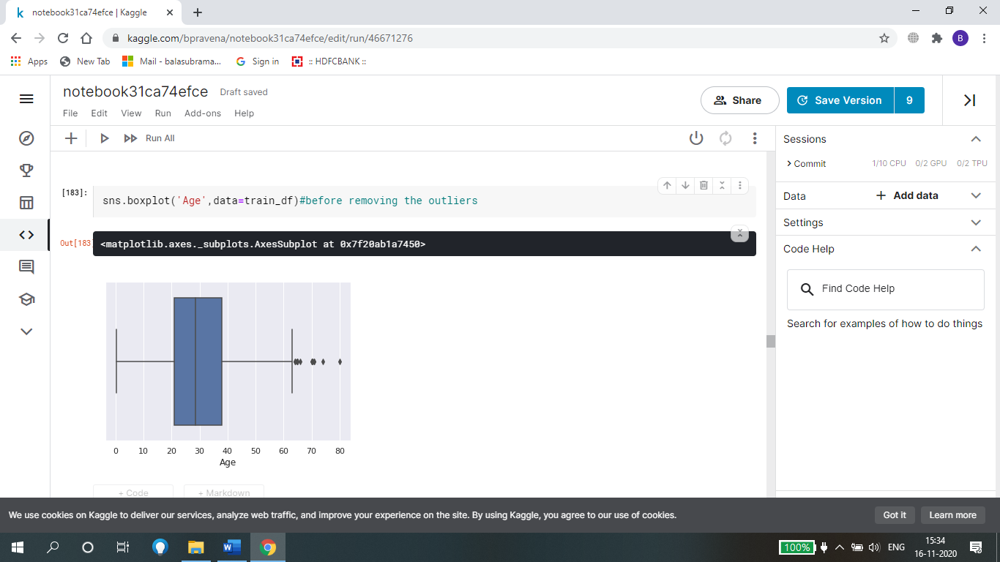 notebook31ca74efce | Kaggle
kaggle.com/bpravena/notebook31ca74efce/edit/run/46671276
B
Apps New Tab Mail - balasubrama... Sign in :: HDFCBANK ::
notebook31ca74efce Draft saved
File Edit View Run Add-ons Help
Share
Save Version 9
Run All
Sessions
Commit 1/10 CPU 0/2 GPU 0/2 TPU
Data + Add data
Settings
Code Help
Find Code Help
Search for examples of how to do things
[183]:
sns.boxplot('Age',data=train_df)#before removing the outliers
Out[183
<matplotlib.axes._subplots.AxesSubplot at 0x7f20ab1a7450>
0 10 20 30 40 50 60 70 80
Age
+ Code + Markdown
We use cookies on Kaggle to deliver our services, analyze web traffic, and improve your experience on the site. By using Kaggle, you agree to our use of cookies.
Got it Learn more
100% ENG 15:34
16-11-2020